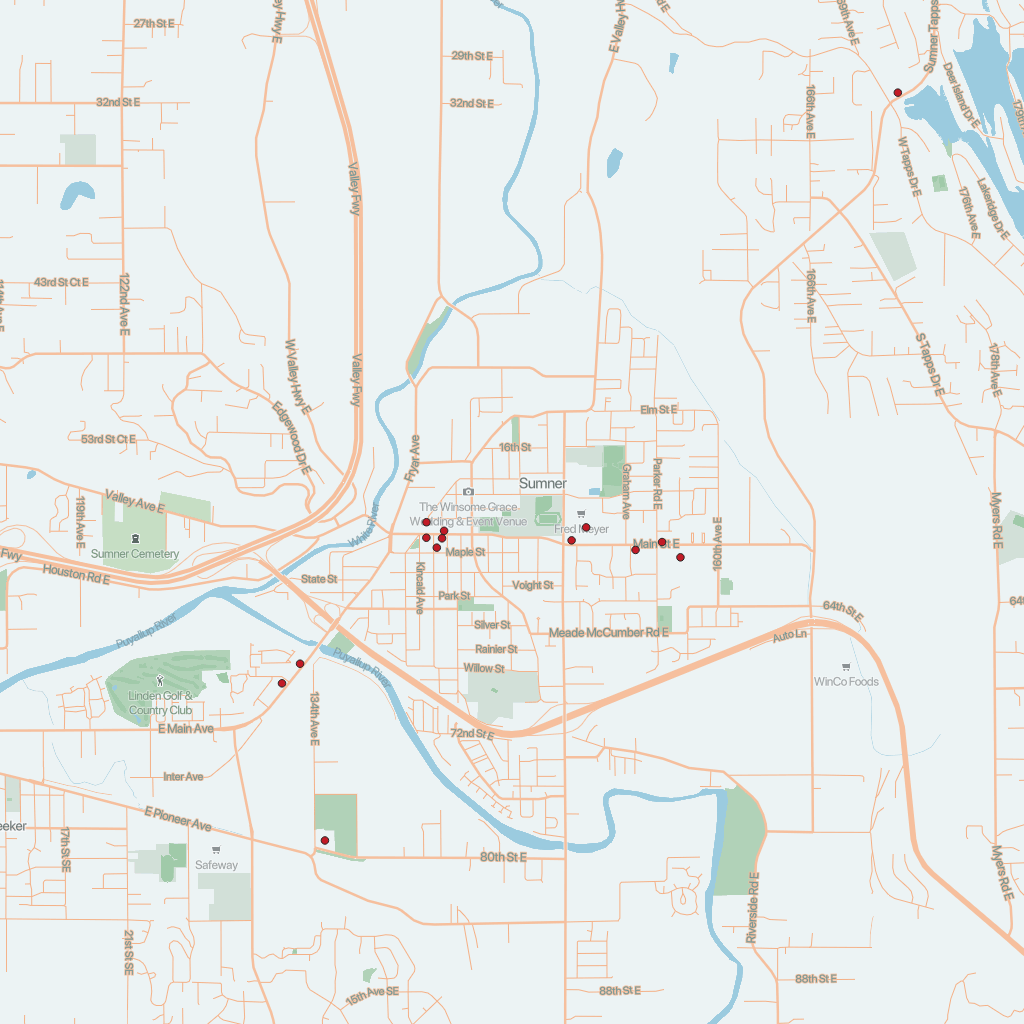 27th St E
29th St E
E Valley H
Sumner Tapps
32nd St E
32nd St E
Deer Island Dr E
166th Ave E
W Tapps Dr E
Valley Fwy
176th Ave E
Lakeridge Dr E
43rd St Ct E
122nd Ave E
166th Ave E
S Tapps Dr E
W Valley Hwy E
Valley Fwy
178th Ave E
Edgewood Dr E
Elm St E
53rd St Ct E
16th St
Fryar Ave
Sumner
Graham Ave
Parker Rd E
Valley Ave E
119th Ave E
The Winsome Grace
Wedding & Event Venue
Fred Meyer
160th Ave E
Myers Rd E
White River
Sumner Cemetery
Main St E
Maple St
Fwy
Houston Rd E
State St
Kincaid Ave
Voight St
Park St
64th St E
Puyallup River
Silver St
Meade McCumber Rd E
Auto Ln
Rainier St
Puyallup River
Willow St
WinCo Foods
Linden Golf &
Country Club
134th Ave E
E Main Ave
72nd St E
Inter Ave
E Pioneer Ave
eeker
17th St SE
Safeway
80th St E
Myers Rd E
Riverside Rd E
21st St SE
15th Ave SE
88th St E
88th St E